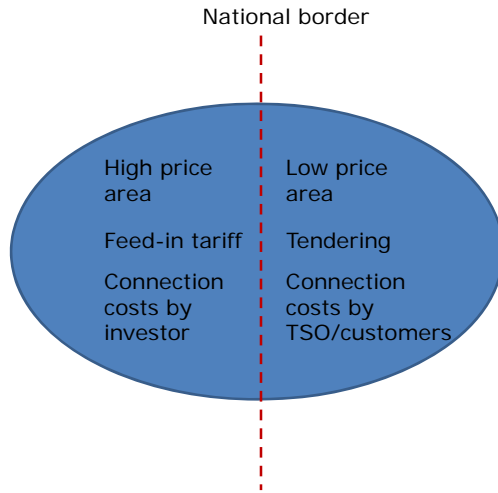 National border
High price
area
Feed-in tariff
Connection
costs by
investor
Low price
area
Tendering
Connection
costs by
TSO/customers